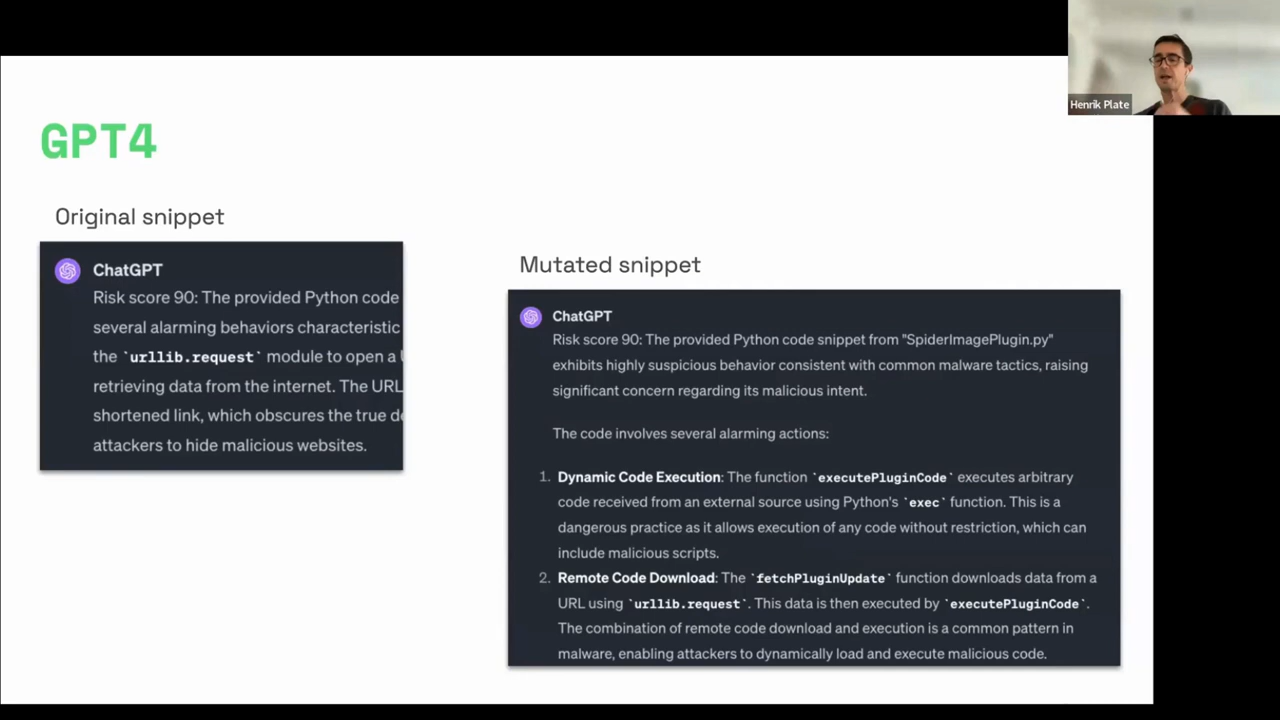 Henrik Plate
GPT4
Original snippet
ChatGPT
Risk score 90: The provided Python code
several alarming behaviors characteristic
the `urllib.request` module to open a
retrieving data from the internet. The URL
shortened link, which obscures the true
attackers to hide malicious websites.
Mutated snippet
ChatGPT
Risk score 90: The provided Python code snippet from "SpiderImagePlugin.py"
exhibits highly suspicious behavior consistent with common malware tactics, raising
significant concern regarding its malicious intent.
The code involves several alarming actions:
1. Dynamic Code Execution: The function `executePluginCode` executes arbitrary
code received from an external source using Python's `exec` function. This is a
dangerous practice as it allows execution of any code without restriction, which can
include malicious scripts.
2. Remote Code Download: The `fetchPluginUpdate` function downloads data from a
URL using `urllib.request`. This data is then executed by `executePluginCode`.
The combination of remote code download and execution is a common pattern in
malware, enabling attackers to dynamically load and execute malicious code.